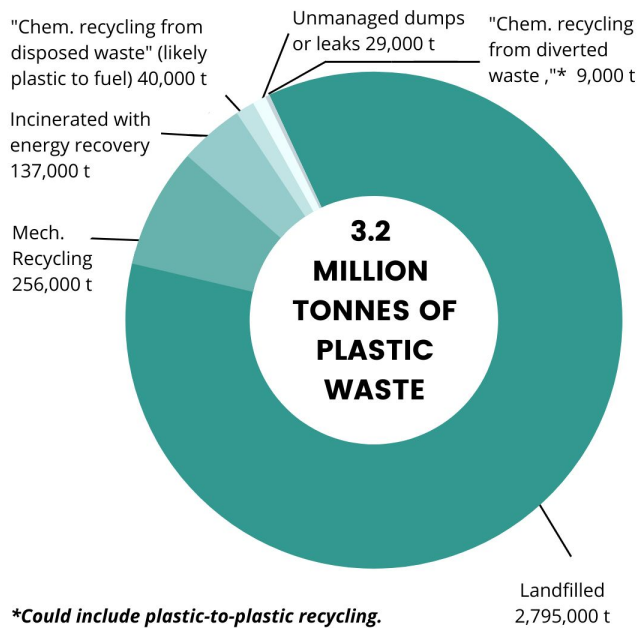 "Chem. recycling from
disposed waste" (likely
plastic to fuel) 40,000 t
Unmanaged dumps
or leaks 29,000 t
"Chem. recycling
from diverted
waste ,"* 9,000 t
Incinerated with
energy recovery
137,000 t
Mech.
Recycling
256,000 t
3.2
MILLION
TONNES OF
PLASTIC
WASTE
Landfilled
2,795,000 t
*Could include plastic-to-plastic recycling.